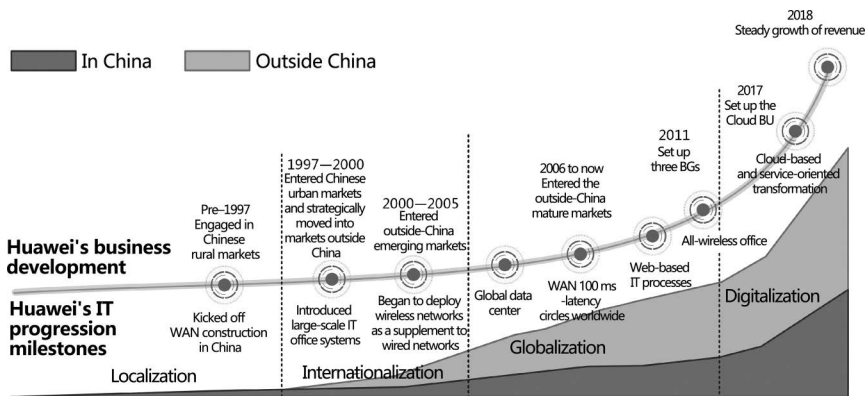 In China
Outside China
Huawei's business
development
Pre–1997
Engaged in
Chinese
rural markets
1997—2000
Entered Chinese
urban markets
and strategically
moved into
markets outside
China
2000—2005
Entered
outside-China
emerging markets
2006 to now
Entered the
outside-China
mature markets
2011
Set up
three BGs
2017
Set up the
Cloud BU
2018
Steady growth of revenue
Huawei's IT
progression
milestones
Kicked off
WAN construction
in China
Introduced
large-scale IT
office systems
Began to deploy
wireless networks
as a supplement to
wired networks
Global data
center
WAN 100 ms
-latency
circles worldwide
Web-based
IT processes
All-wireless office
Cloud-based
and service-oriented
transformation
Localization
Internationalization
Globalization
Digitalization